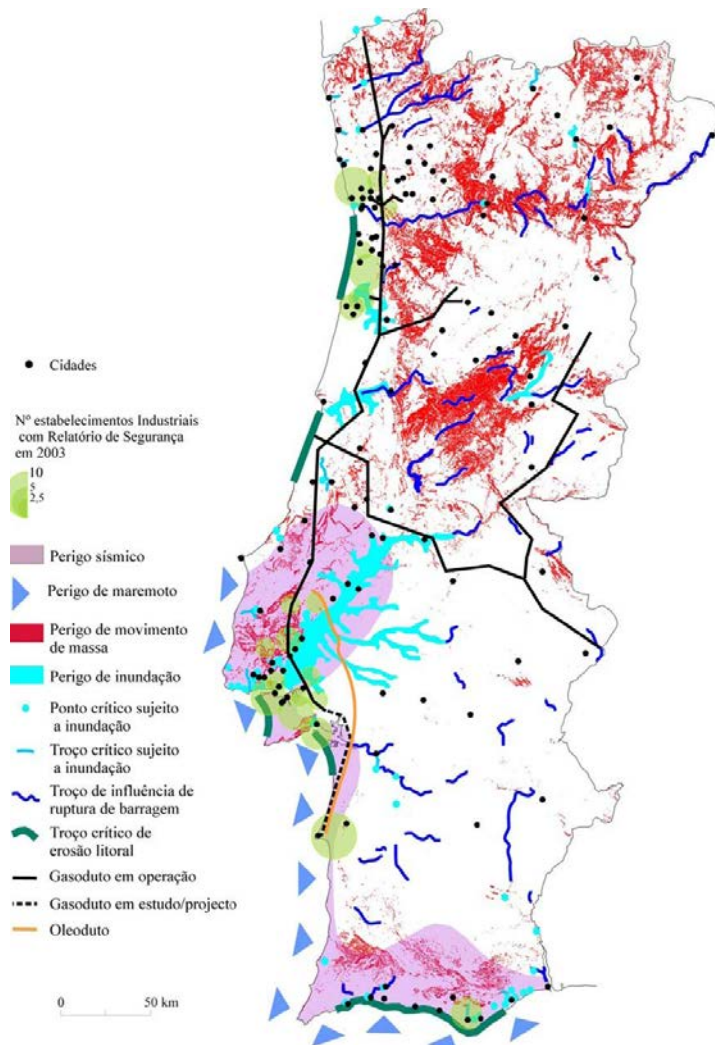 Cidades
Nº estabelecimentos Industriais
com Relatório de Segurança
em 2003
10
5
2,5
Perigo sísmico
Perigo de maremoto
Perigo de movimento
de massa
Perigo de inundação
Ponto crítico sujeito
a inundação
Troço crítico sujeito
a inundação
Troço de influência de
ruptura de barragem
Troço crítico de
erosão litoral
Gasoduto em operação
Gasoduto em estudo/projecto
Oleoduto
0 50 km